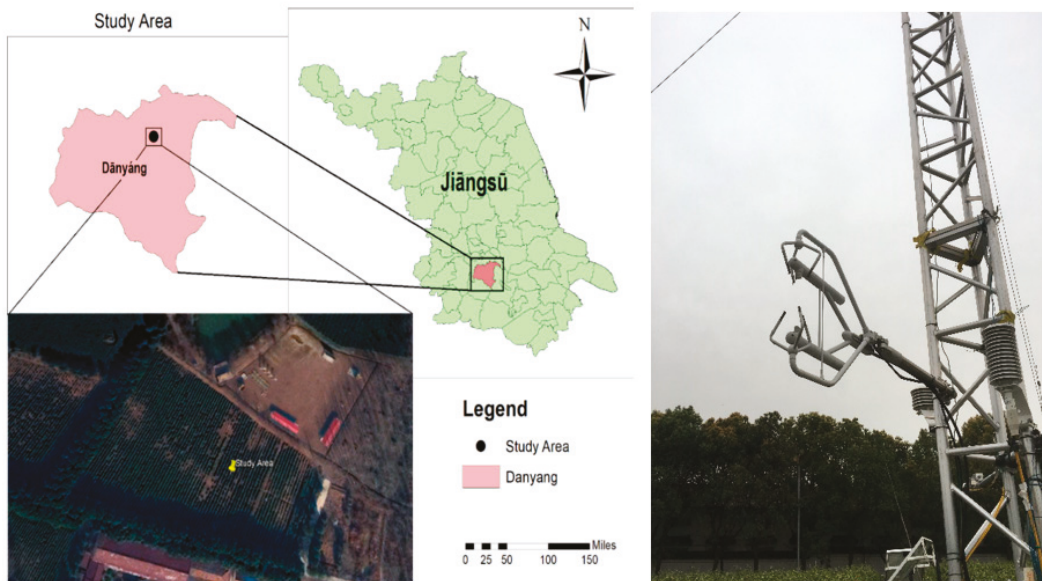 Study Area
N
Dānyáng
Jiāngsū
Study Area
Legend
Study Area
Danyang
Miles
0 25 50 100 150